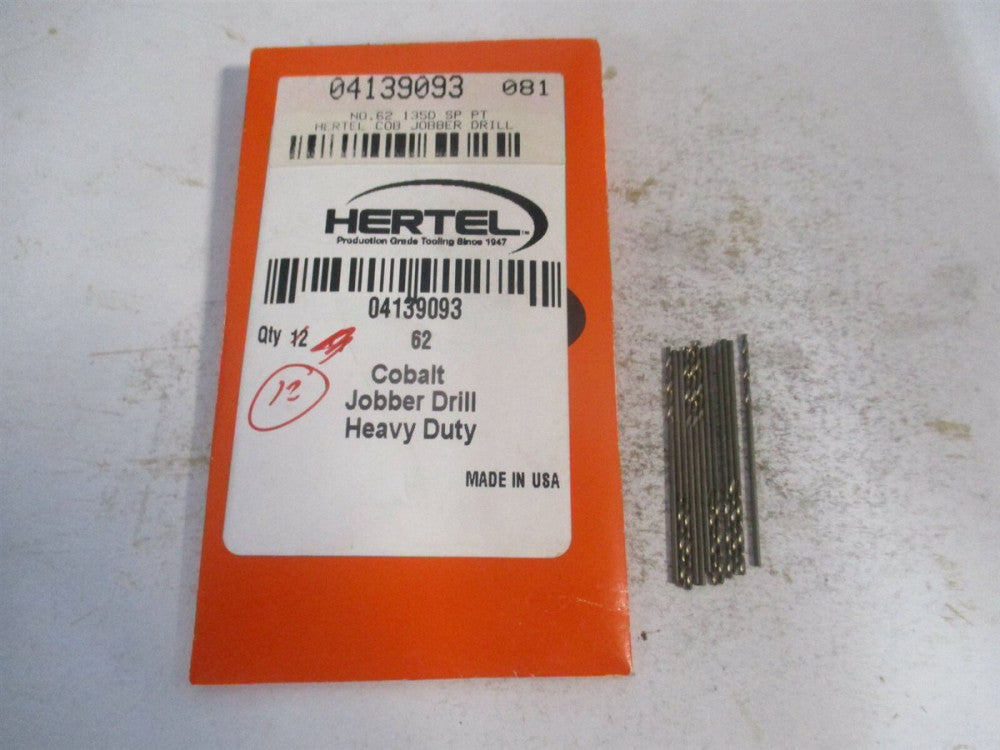 04139093 081
NO.62 135D SP PT
HERTEL COB JOBBER DRILL
HERTEL™
Production Grade Tooling Since 1947
04139093
Qty 12 62
12
Cobalt
Jobber Drill
Heavy Duty
MADE IN USA